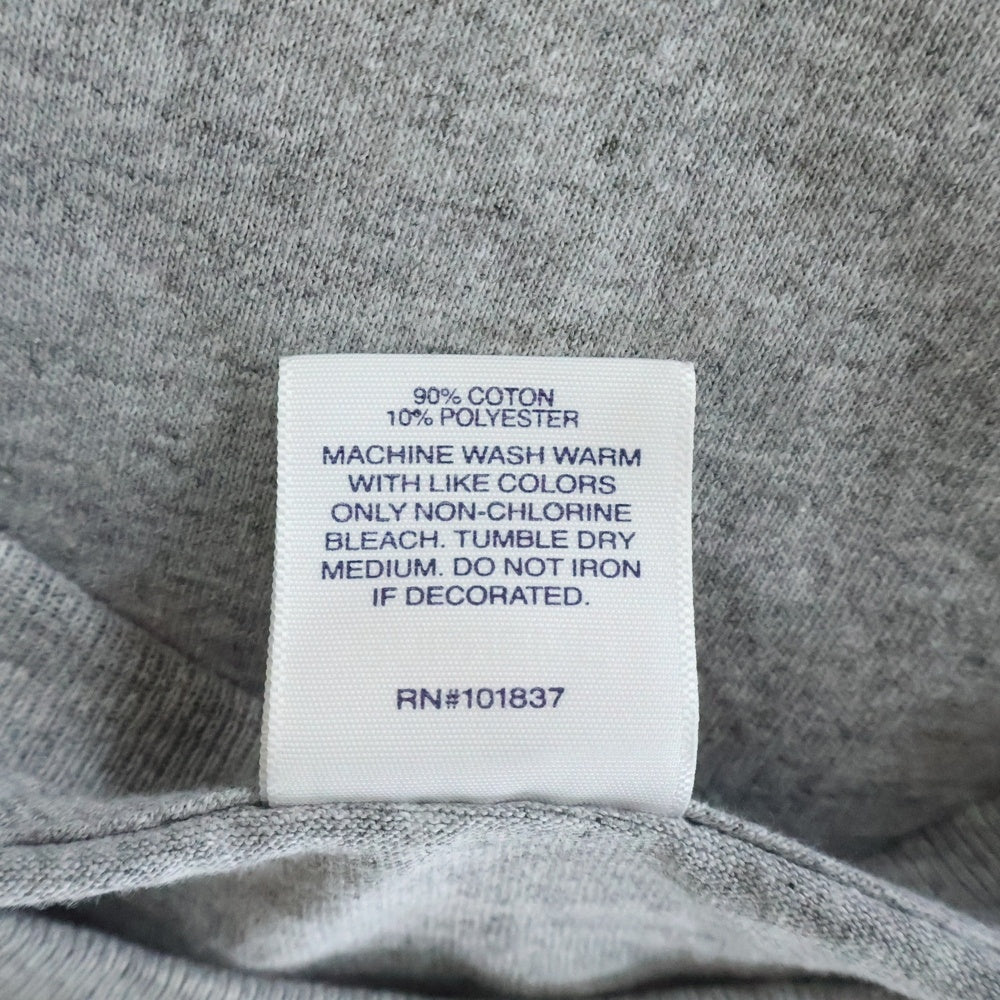 90% COTON
10% POLYESTER
MACHINE WASH WARM
WITH LIKE COLORS
ONLY NON-CHLORINE
BLEACH. TUMBLE DRY
MEDIUM. DO NOT IRON
IF DECORATED.
RN#101837